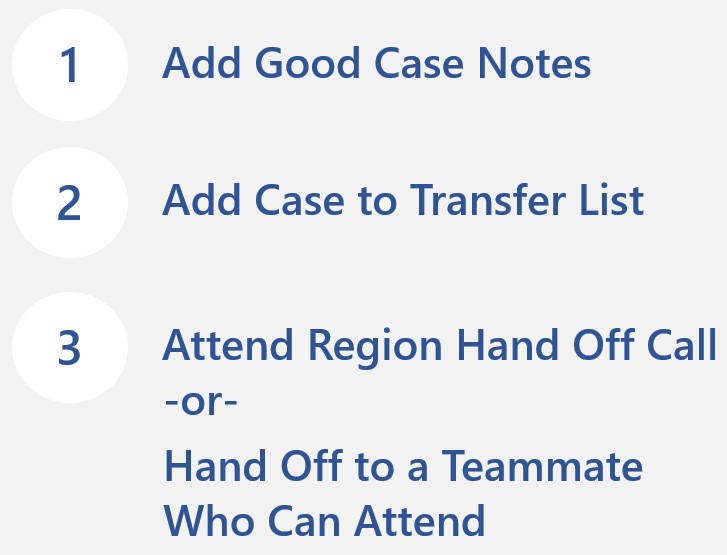 1 Add Good Case Notes
2 Add Case to Transfer List
3 Attend Region Hand Off Call
-or-
Hand Off to a Teammate
Who Can Attend